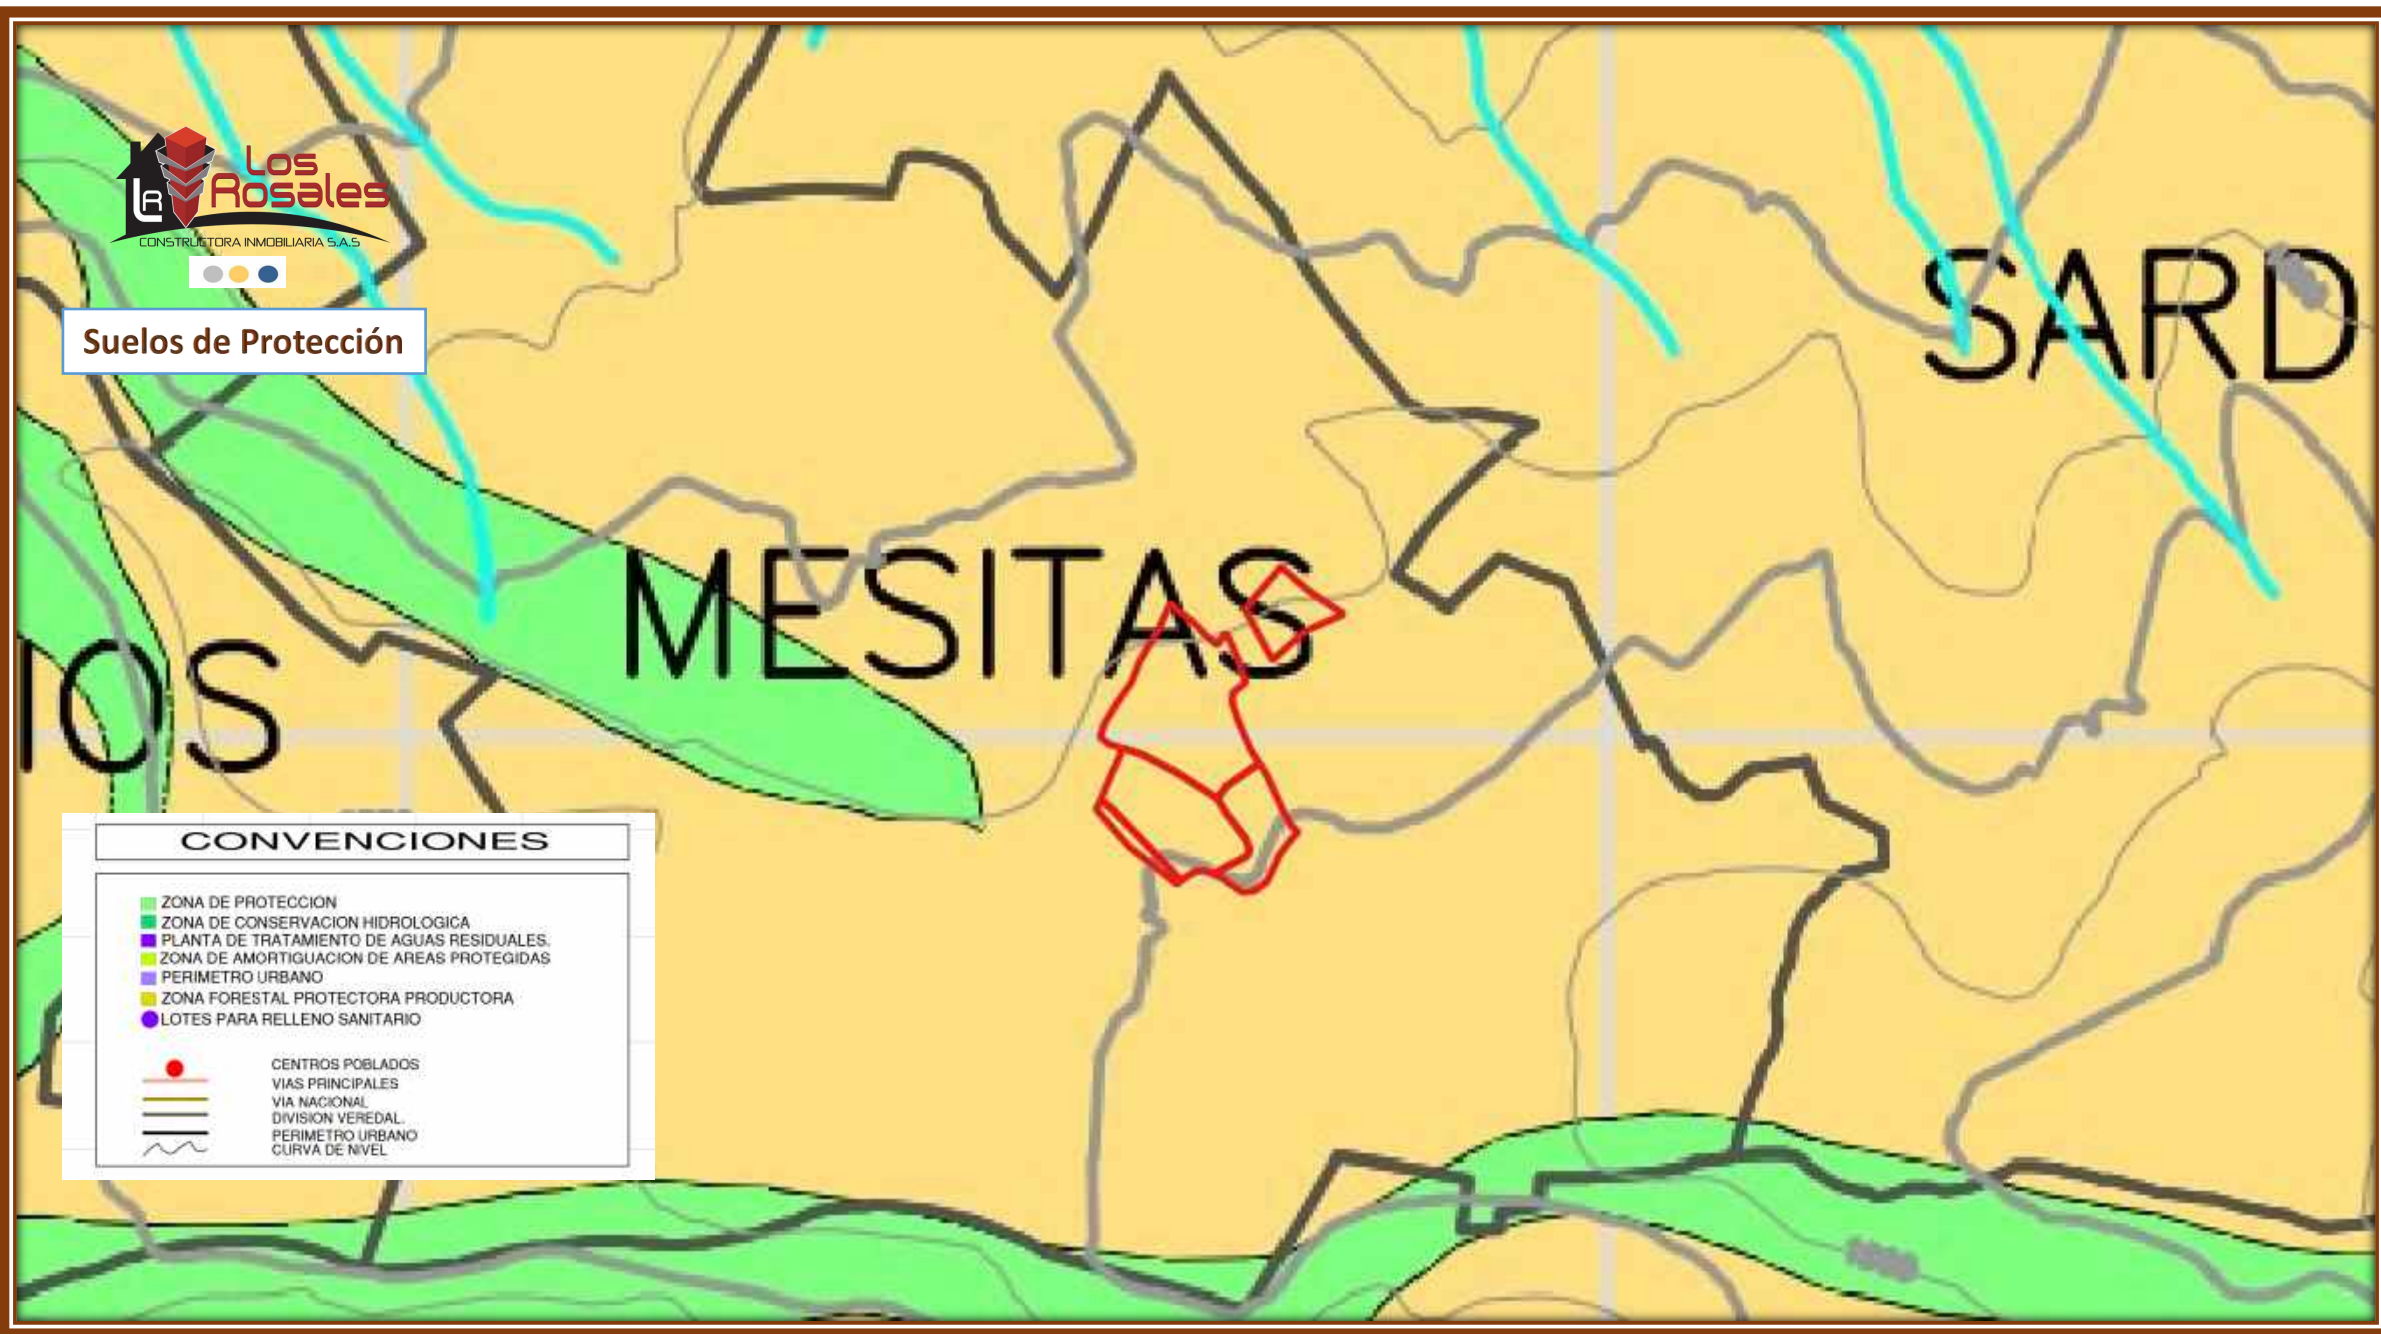 LR
Los
Rosales
CONSTRUCTORA INMOBILIARIA S.A.S
Suelos de Protección
SARD
MESITAS
IOS
CONVENCIONES
ZONA DE PROTECCION
ZONA DE CONSERVACION HIDROLOGICA
PLANTA DE TRATAMIENTO DE AGUAS RESIDUALES.
ZONA DE AMORTIGUACION DE AREAS PROTEGIDAS
PERIMETRO URBANO
ZONA FORESTAL PROTECTORA PRODUCTORA
LOTES PARA RELLENO SANITARIO
CENTROS POBLADOS
VIAS PRINCIPALES
VIA NACIONAL
DIVISION VEREDAL.
PERIMETRO URBANO
CURVA DE NIVEL